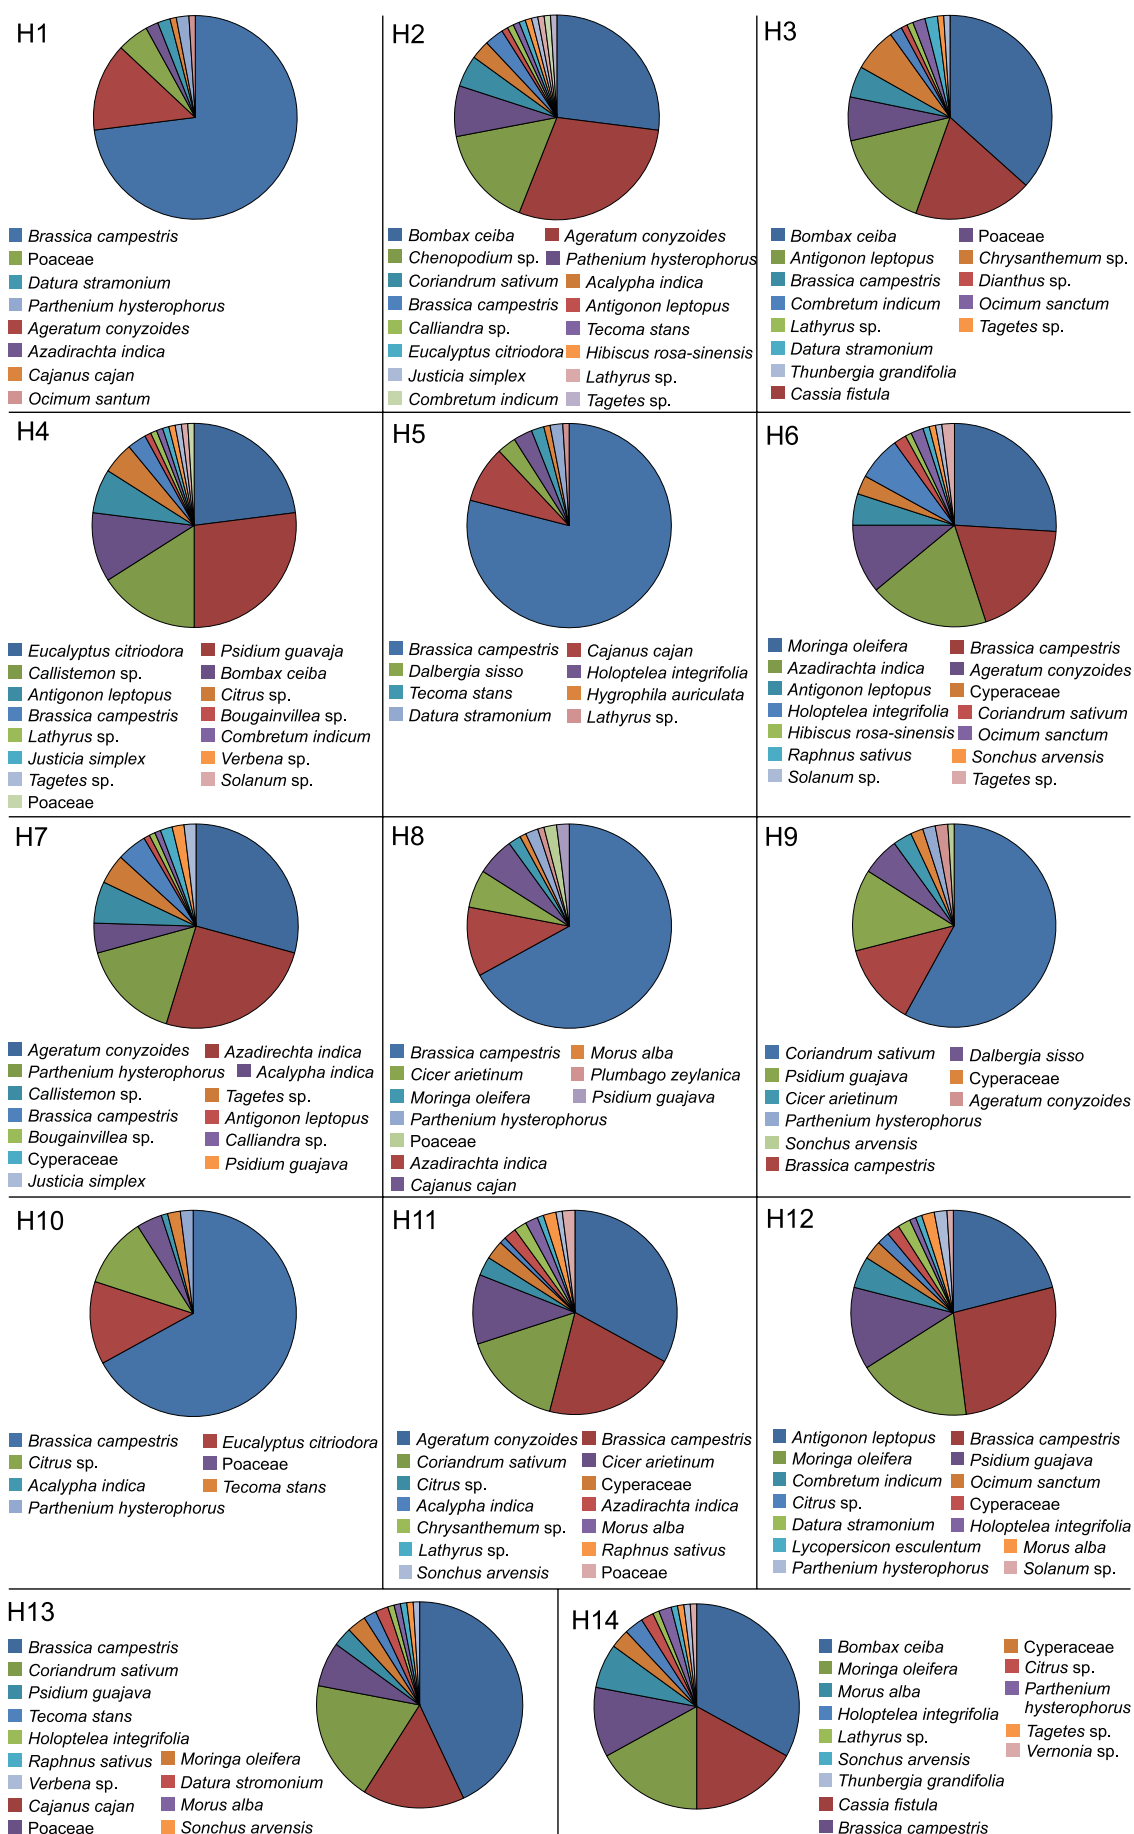 H1
Brassica campestris
Poaceae
Datura stramonium
Parthenium hysterophorus
Ageratum conyzoides
Azadirachta indica
Cajanus cajan
Ocimum santum
H2
Bombax ceiba Ageratum conyzoides
Chenopodium sp. Pathenium hysterophorus
Coriandrum sativum Acalypha indica
Brassica campestris Antigonon leptopus
Calliandra sp. Tecoma stans
Eucalyptus citriodora Hibiscus rosa-sinensis
Justicia simplex Lathyrus sp.
Combretum indicum Tagetes sp.
H3
Bombax ceiba Poaceae
Antigonon leptopus Chrysanthemum sp.
Brassica campestris Dianthus sp.
Combretum indicum Ocimum sanctum
Lathyrus sp. Tagetes sp.
Datura stramonium
Thunbergia grandifolia
Cassia fistula
H4
Eucalyptus citriodora Psidium guavaja
Callistemon sp. Bombax ceiba
Antigonon leptopus Citrus sp.
Brassica campestris Bougainvillea sp.
Lathyrus sp. Combretum indicum
Justicia simplex Verbena sp.
Tagetes sp. Solanum sp.
Poaceae
H5
Brassica campestris Cajanus cajan
Dalbergia sisso Holoptelea integrifolia
Tecoma stans Hygrophila auriculata
Datura stramonium Lathyrus sp.
H6
Moringa oleifera Brassica campestris
Azadirachta indica Ageratum conyzoides
Antigonon leptopus Cyperaceae
Holoptelea integrifolia Coriandrum sativum
Hibiscus rosa-sinensis Ocimum sanctum
Raphnus sativus Sonchus arvensis
Solanum sp. Tagetes sp.
H7
Ageratum conyzoides Azadirechta indica
Parthenium hysterophorus Acalypha indica
Callistemon sp. Tagetes sp.
Brassica campestris Antigonon leptopus
Bougainvillea sp. Calliandra sp.
Cyperaceae Psidium guajava
Justicia simplex
H8
Brassica campestris Morus alba
Cicer arietinum Plumbago zeylanica
Moringa oleifera Psidium guajava
Parthenium hysterophorus
Poaceae
Azadirachta indica
Cajanus cajan
H9
Coriandrum sativum Dalbergia sisso
Psidium guajava Cyperaceae
Cicer arietinum Ageratum conyzoides
Parthenium hysterophorus
Sonchus arvensis
Brassica campestris
H10
Brassica campestris Eucalyptus citriodora
Citrus sp. Poaceae
Acalypha indica Tecoma stans
Parthenium hysterophorus
H11
Ageratum conyzoides Brassica campestris
Coriandrum sativum Cicer arietinum
Citrus sp. Cyperaceae
Acalypha indica Azadirachta indica
Chrysanthemum sp. Morus alba
Lathyrus sp. Raphnus sativus
Sonchus arvensis Poaceae
H12
Antigonon leptopus Brassica campestris
Moringa oleifera Psidium guajava
Combretum indicum Ocimum sanctum
Citrus sp. Cyperaceae
Datura stramonium Holoptelea integrifolia
Lycopersicon esculentum Morus alba
Parthenium hysterophorus Solanum sp.
H13
Brassica campestris
Coriandrum sativum
Psidium guajava
Tecoma stans
Holoptelea integrifolia
Raphnus sativus Moringa oleifera
Verbena sp. Datura stromonium
Cajanus cajan Morus alba
Poaceae Sonchus arvensis
H14
Bombax ceiba Cyperaceae
Moringa oleifera Citrus sp.
Morus alba Parthenium
Holoptelea integrifolia hysterophorus
Lathyrus sp. Tagetes sp.
Sonchus arvensis Vernonia sp.
Thunbergia grandifolia
Cassia fistula
Brassica campestris